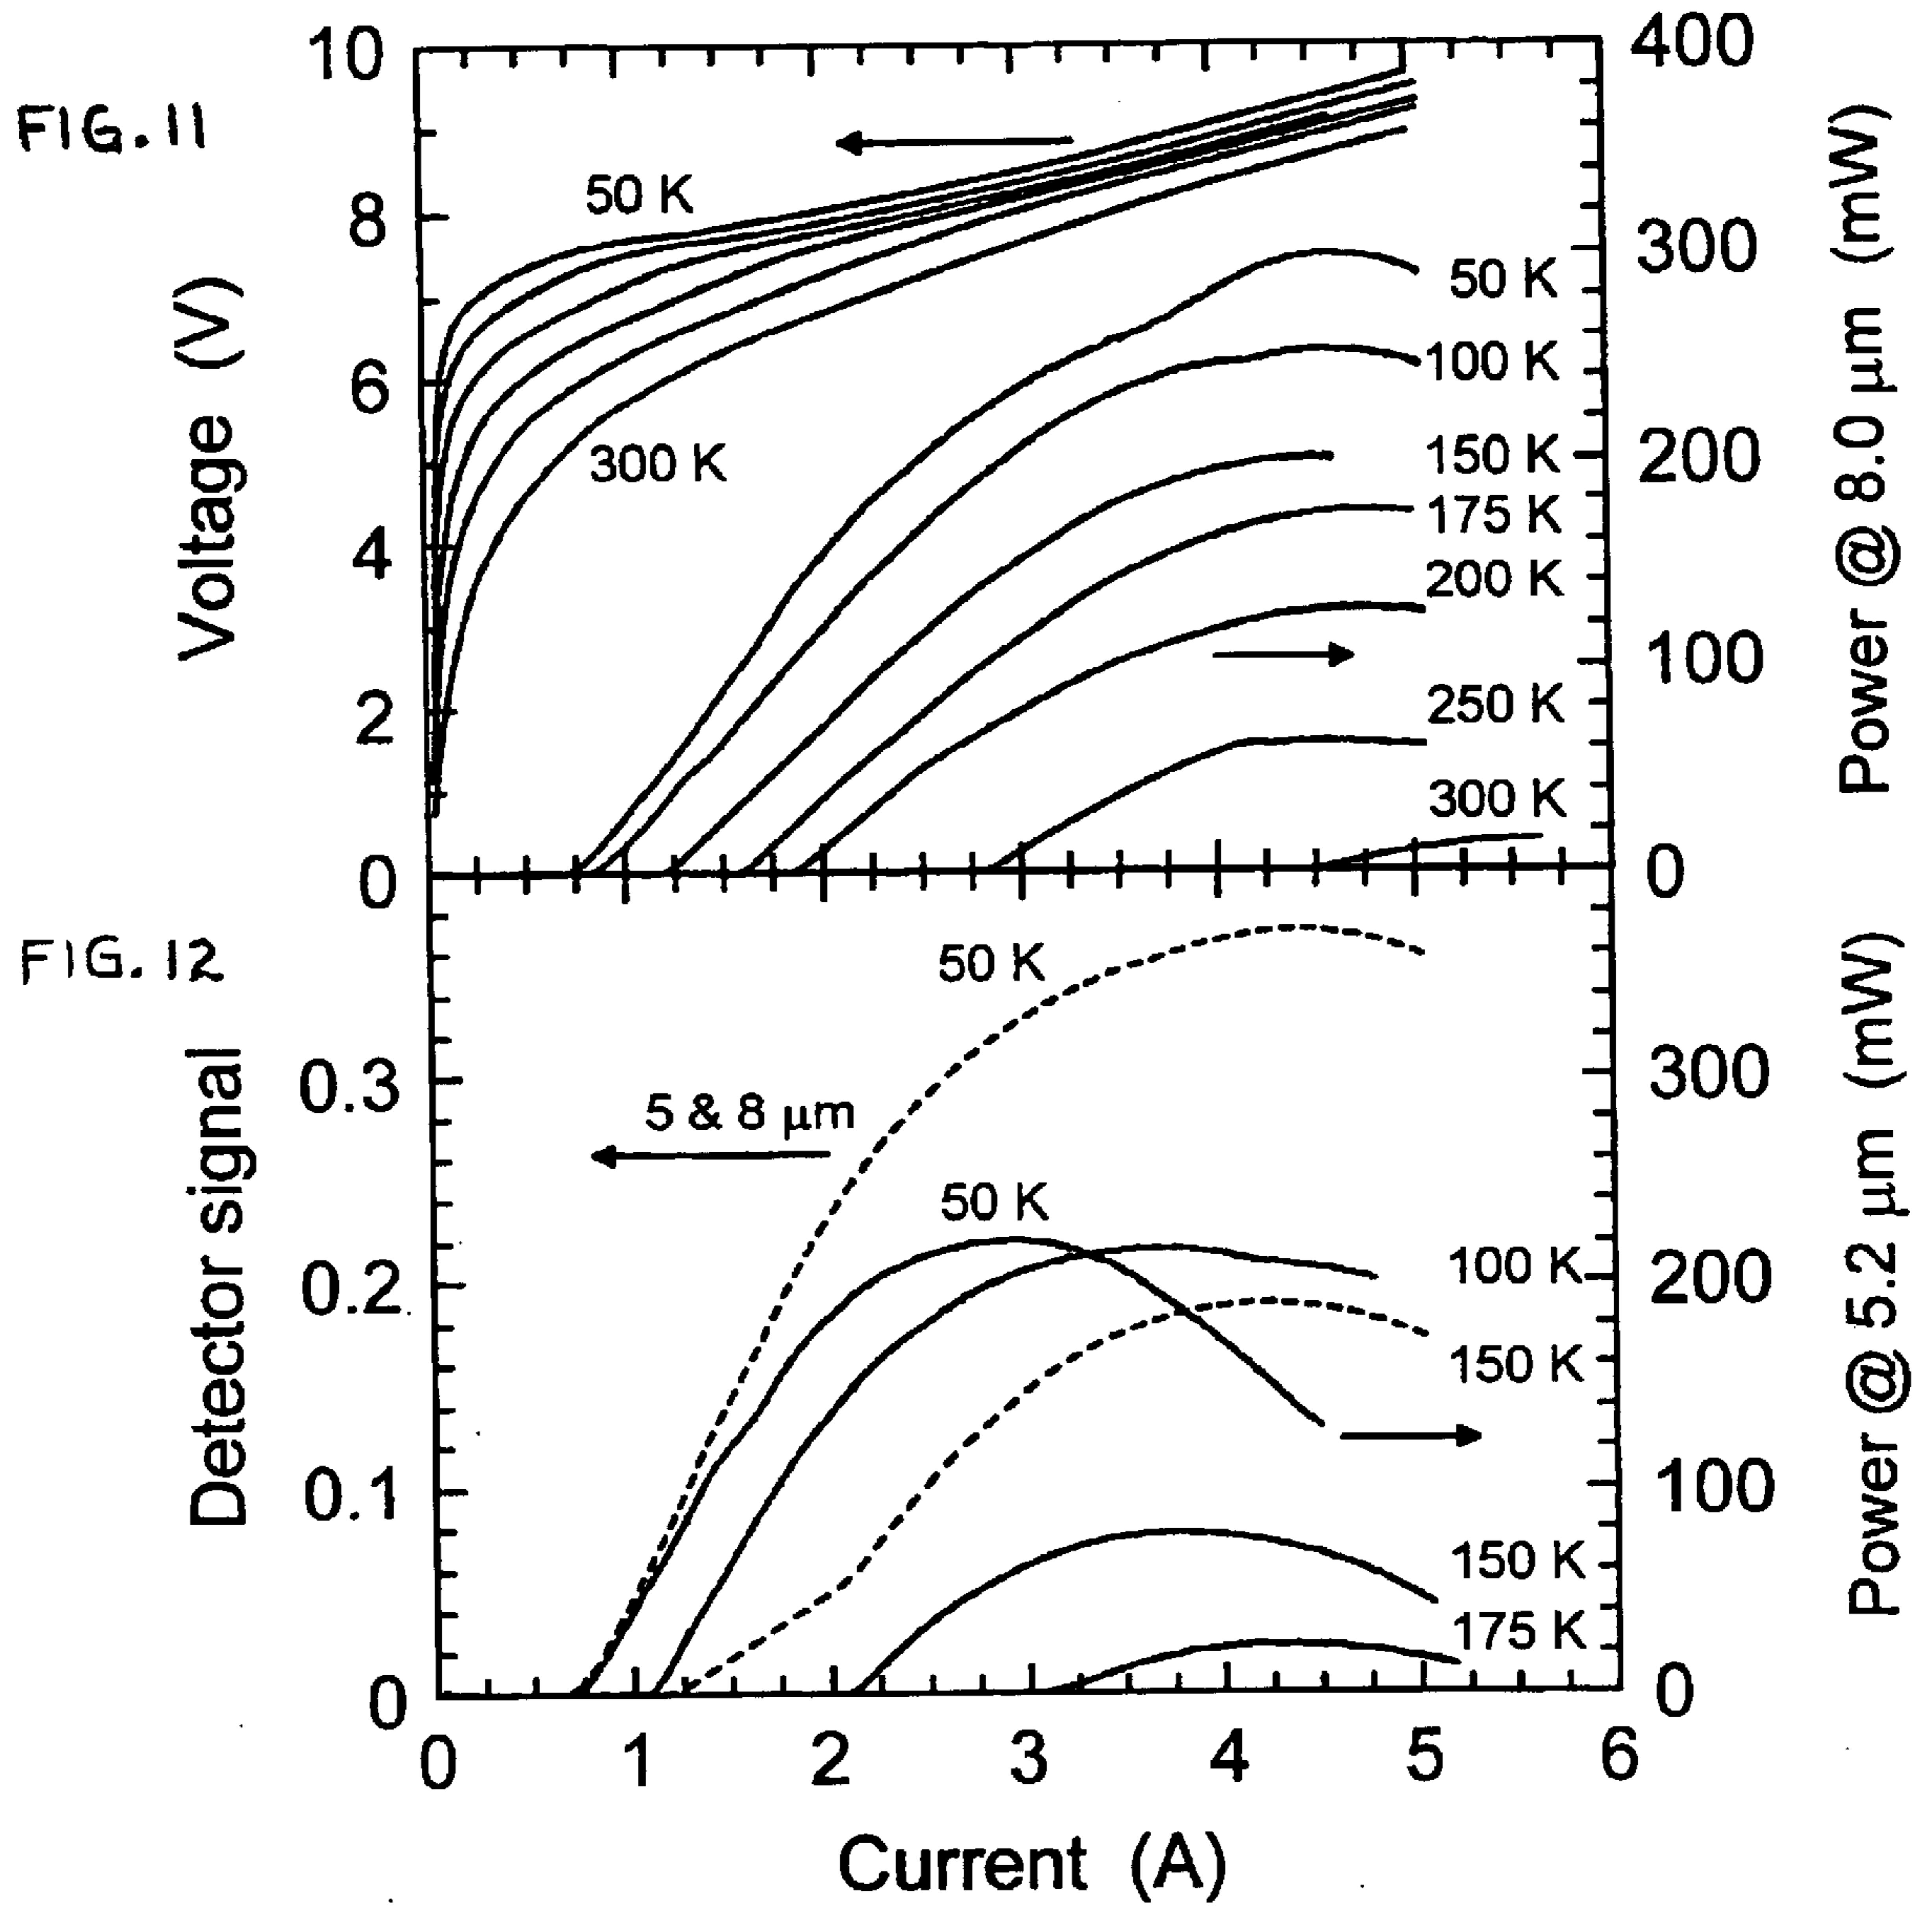 FIG.11
10
8
6
4
2
0
Voltage (V)
400
300
200
100
0
Power @ 8.0 µm (mW)
50 K
300 K
50 K
100 K
150 K
175 K
200 K
250 K
300 K
FIG.12
0.3
0.2
0.1
0
Detector signal
300
200
100
0
Power @ 5.2 µm (mW)
50 K
5 & 8 µm
50 K
100 K
150 K
150 K
175 K
0 1 2 3 4 5 6
Current (A)